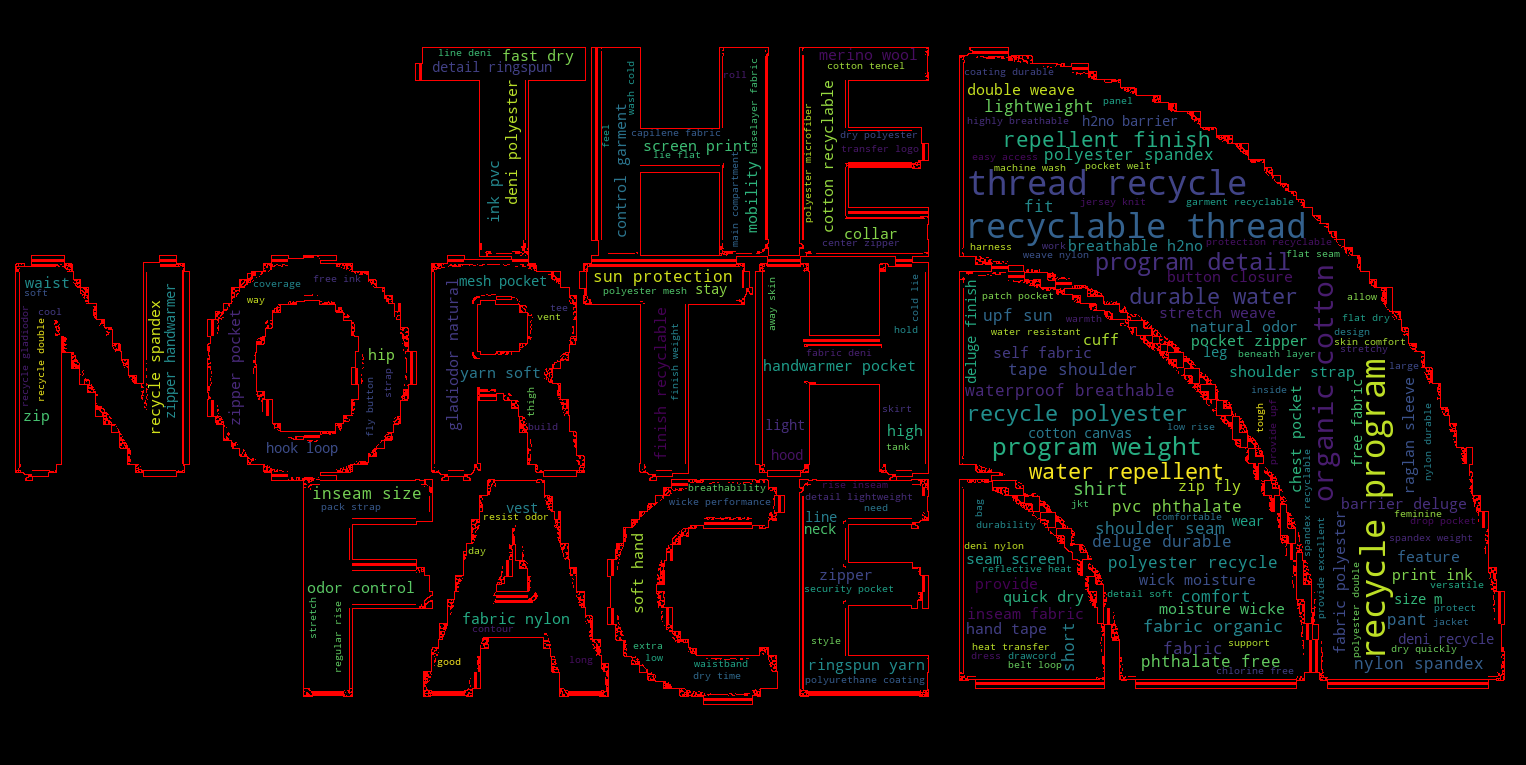 THE
NORTH
FACE
line deni
fast dry
detail ringspun
deni polyester
ink pvc
wash cold
roll
baselayer fabric
feel
control garment
capilene fabric
screen print
lie flat
main compartment
mobility
merino wool
cotton tencel
polyester microfiber
cotton recyclable
dry polyester
transfer logo
collar
center zipper
waist
soft
cool
recycle gladiodor
recycle double
zip
recycle spandex
zipper handwarmer
coverage
free ink
way
zipper pocket
hip
strap
fly button
hook loop
mesh pocket
gladiodor natural
tee
vent
yarn soft
thigh
build
sun protection
polyester mesh
stay
finish recyclable
finish weight
away skin
cold lie
hold
fabric deni
handwarmer pocket
light
skirt
high
tank
hood
inseam size
pack strap
odor control
stretch
regular rise
vest
resist odor
day
fabric nylon
contour
good
long
breathability
wicke performance
soft hand
extra
low
waistband
dry time
rise inseam
detail lightweight
need
line
neck
zipper
security pocket
style
ringspun yarn
polyurethane coating
coating durable
double weave
lightweight
panel
highly breathable
h2no barrier
repellent finish
easy access
polyester spandex
machine wash
pocket welt
thread recycle
fit
jersey knit
garment recyclable
recyclable thread
harness
work
breathable h2no
protection recyclable
weave nylon
flat seam
program detail
button closure
deluge finish
patch pocket
durable water
allow
upf sun
warmth
stretch weave
flat dry
water resistant
cuff
natural odor
design
pocket zipper
skin comfort
self fabric
leg
beneath layer
stretchy
tape shoulder
shoulder strap
large
waterproof breathable
inside
organic cotton
recycle program
recycle polyester
tough
provide upf
chest pocket
free fabric
raglan sleeve
nylon durable
cotton canvas
low rise
program weight
water repellent
shirt
zip fly
spandex recyclable
bag
jkt
pvc phthalate
barrier deluge
feminine
drop pocket
durability
comfortable
shoulder seam
wear
provide excellent
fabric polyester
spandex weight
deni nylon
deluge durable
seam screen
reflective heat
polyester recycle
feature
polyester double
print ink
provide
wick moisture
versatile
quick dry
detail soft
comfort
size m
inseam fabric
moisture wicke
protect
hand tape
short
fabric organic
pant
jacket
heat transfer
fabric
support
deni recycle
dress
drawcord
dry quickly
belt loop
phthalate free
nylon spandex
chlorine free